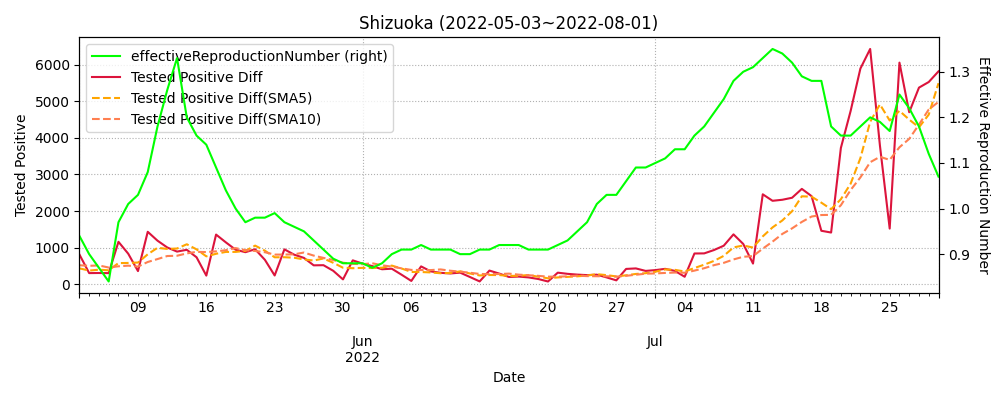 Shizuoka (2022-05-03~2022-08-01)
effectiveReproductionNumber (right)
Tested Positive Diff
Tested Positive Diff(SMA5)
Tested Positive Diff(SMA10)
Tested Positive
6000
5000
4000
3000
2000
1000
0
Effective Reproduction Number
1.3
1.2
1.1
1.0
0.9
09 16 23 30 06 13 20 27 04 11 18 25
Jun Jul
2022
Date